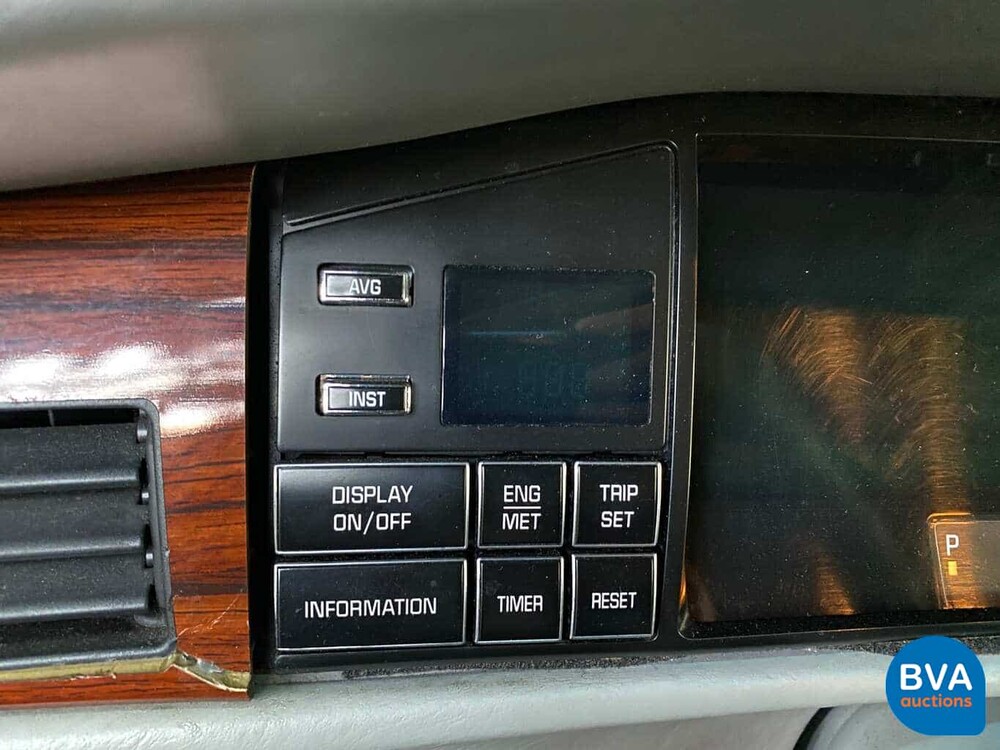 AVG
INST
DISPLAY
ON/OFF
ENG
MET
TRIP
SET
INFORMATION
TIMER
RESET
P
BVA
auctions